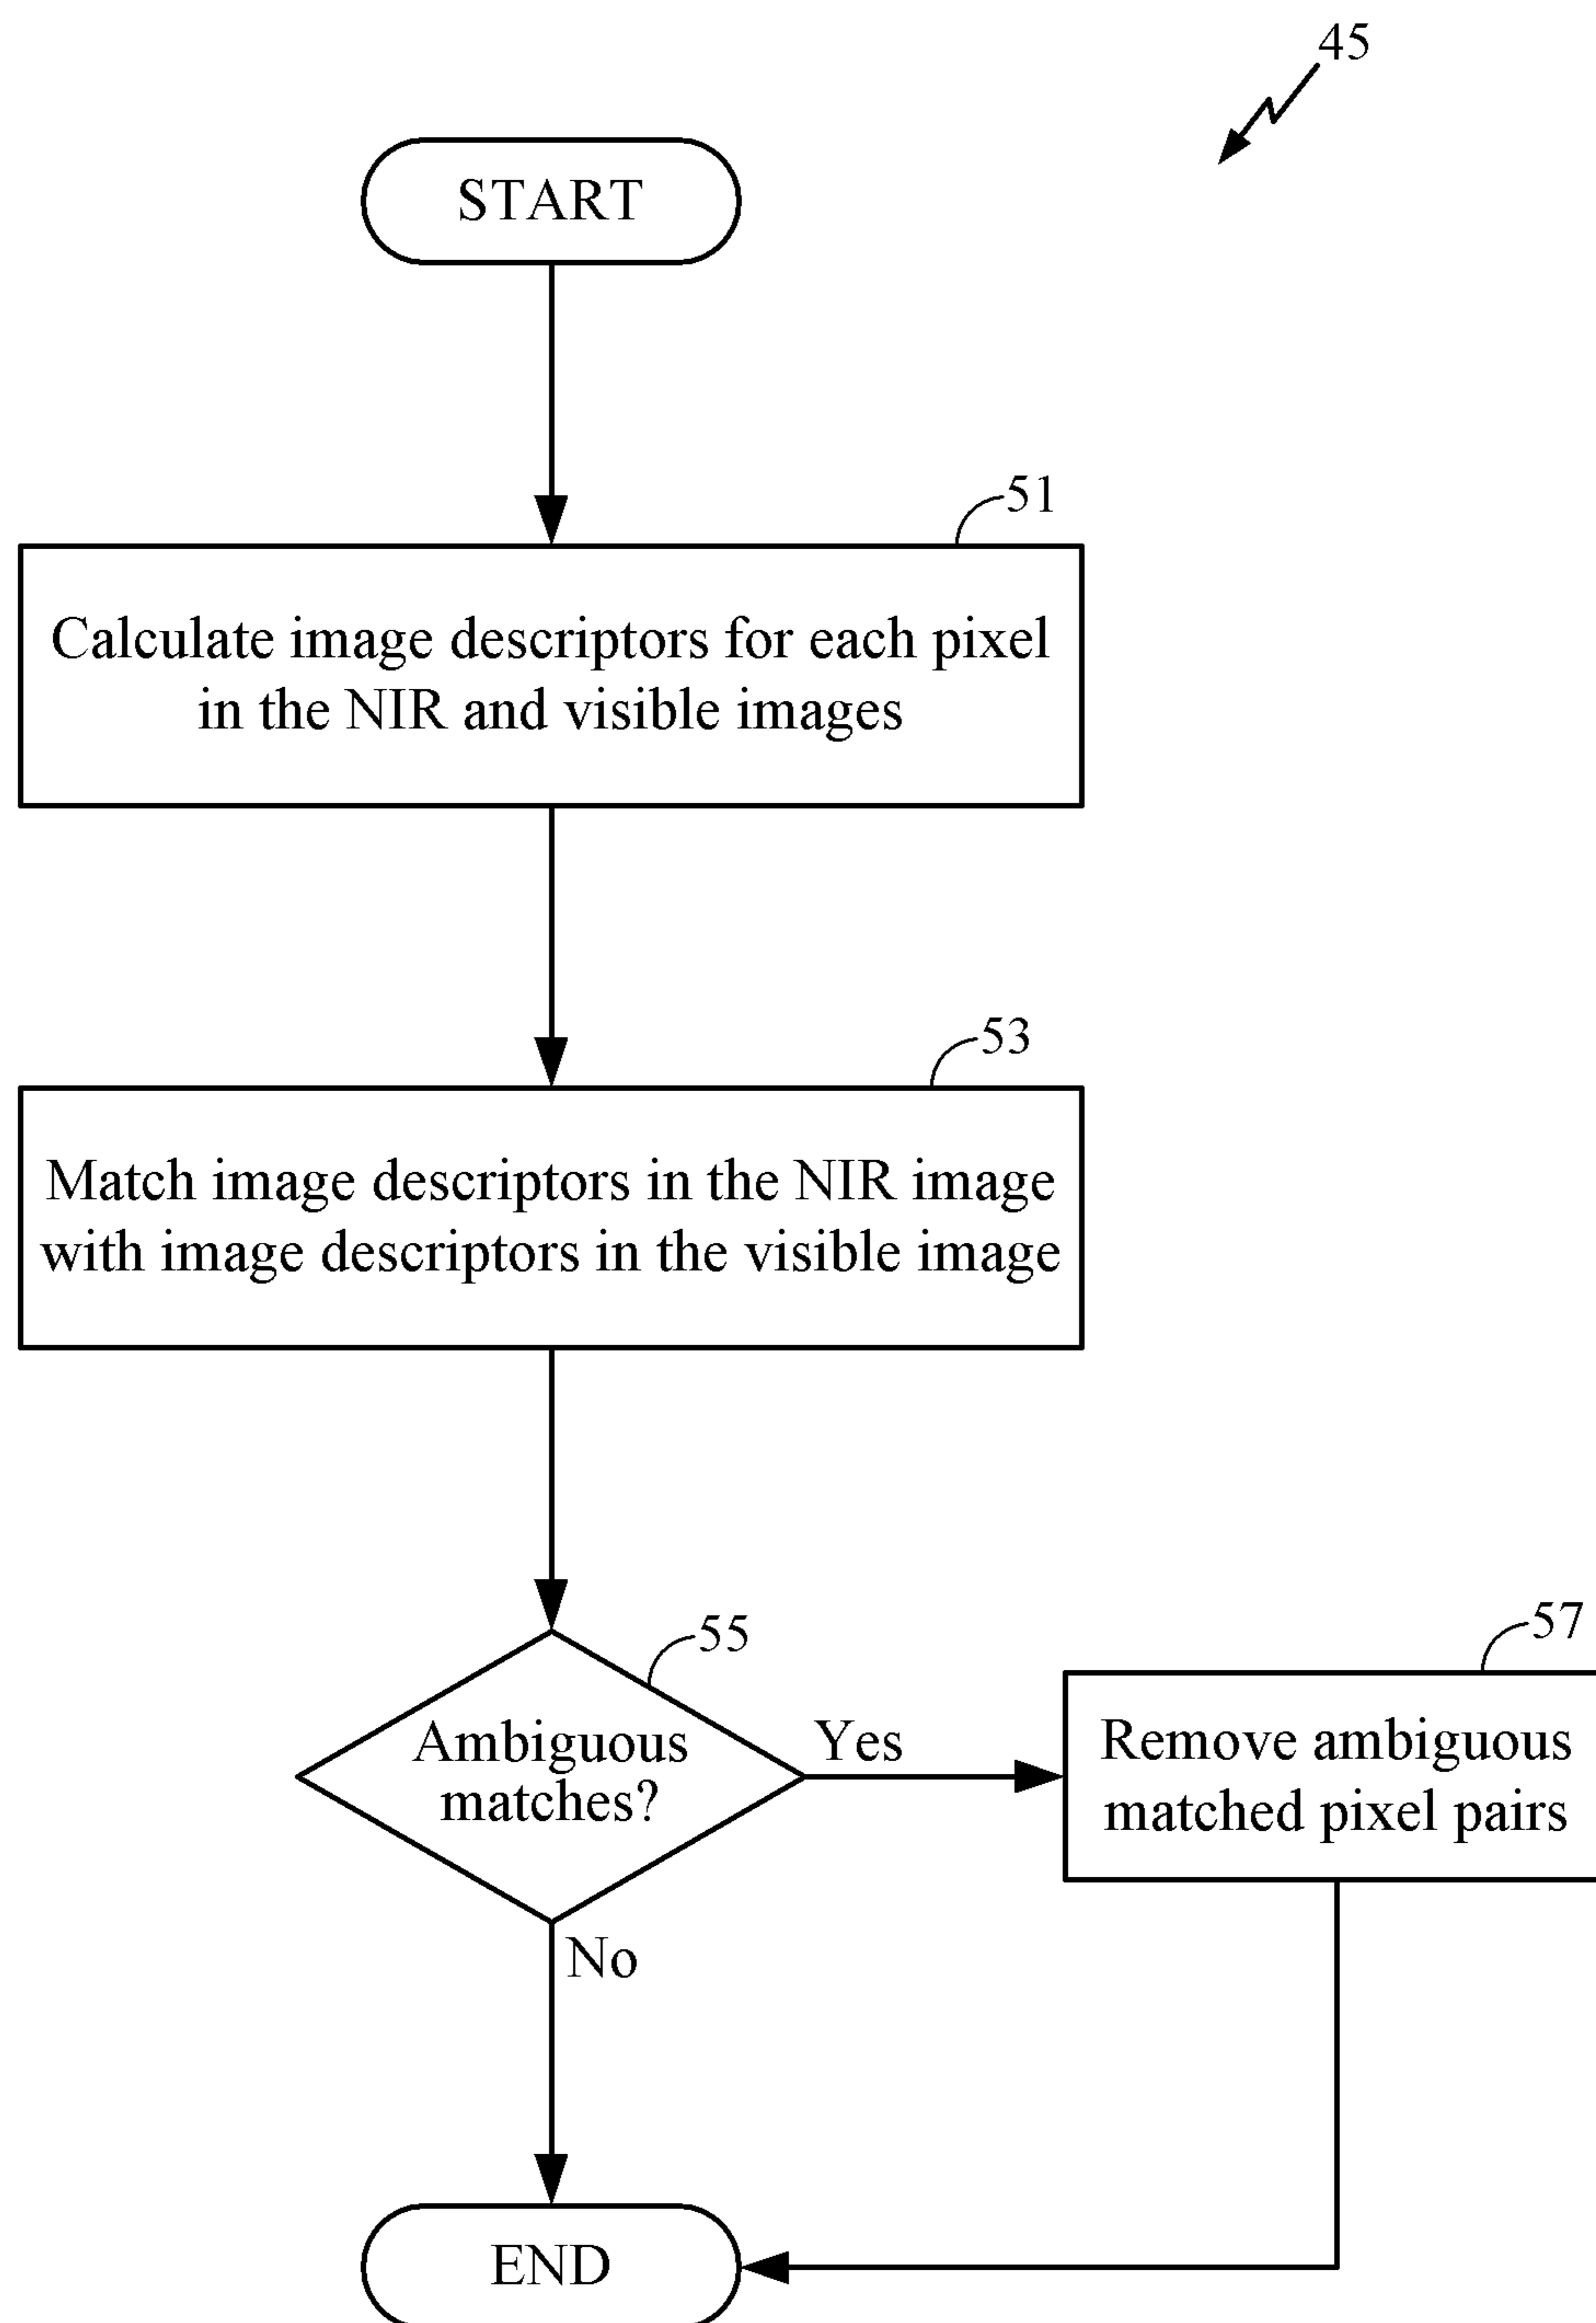 45
START
51
Calculate image descriptors for each pixel
in the NIR and visible images
53
Match image descriptors in the NIR image
with image descriptors in the visible image
55
Ambiguous
matches?
Yes
57
Remove ambiguous
matched pixel pairs
No
END